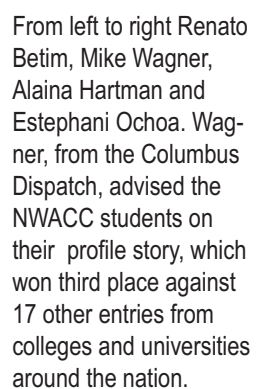 From left to right Renato
Betim, Mike Wagner,
Alaina Hartman and
Estephani Ochoa. Wag-
ner, from the Columbus
Dispatch, advised the
NWACC students on
their  profile story, which
won third place against
17 other entries from
colleges and universities
around the nation.